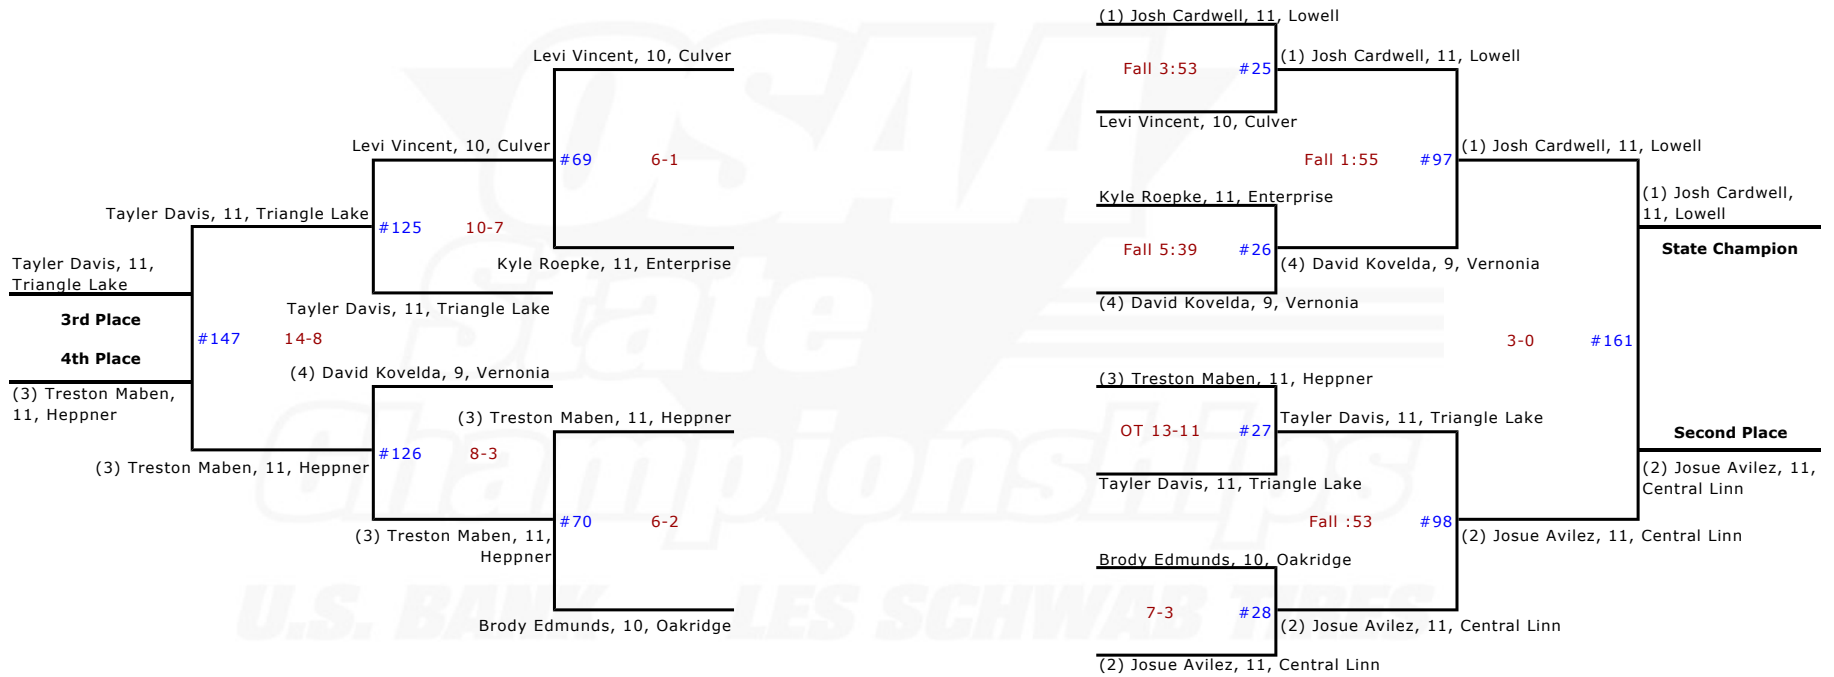 Levi Vincent, 10, Culver
Levi Vincent, 10, Culver
#69 6-1
Tayler Davis, 11, Triangle Lake
#125 10-7
Kyle Roepke, 11, Enterprise
Tayler Davis, 11,
Triangle Lake
Tayler Davis, 11, Triangle Lake
3rd Place
#147 14-8
4th Place
(4) David Kovelda, 9, Vernonia
(3) Treston Maben,
11, Heppner
(3) Treston Maben, 11, Heppner
#126 8-3
(3) Treston Maben, 11, Heppner
#70 6-2
(3) Treston Maben, 11,
Heppner
Brody Edmunds, 10, Oakridge
(1) Josh Cardwell, 11, Lowell
(1) Josh Cardwell, 11, Lowell
Fall 3:53 #25
Levi Vincent, 10, Culver
(1) Josh Cardwell, 11, Lowell
Fall 1:55 #97
Kyle Roepke, 11, Enterprise
(1) Josh Cardwell,
11, Lowell
State Champion
Fall 5:39 #26
(4) David Kovelda, 9, Vernonia
(4) David Kovelda, 9, Vernonia
3-0 #161
(3) Treston Maben, 11, Heppner
Tayler Davis, 11, Triangle Lake
OT 13-11 #27
Second Place
(2) Josue Avilez, 11,
Central Linn
Tayler Davis, 11, Triangle Lake
Fall :53 #98
(2) Josue Avilez, 11, Central Linn
Brody Edmunds, 10, Oakridge
7-3 #28
(2) Josue Avilez, 11, Central Linn
(2) Josue Avilez, 11, Central Linn
OSAA
State
Championships
U.S. BANK LES SCHWAB TIRES